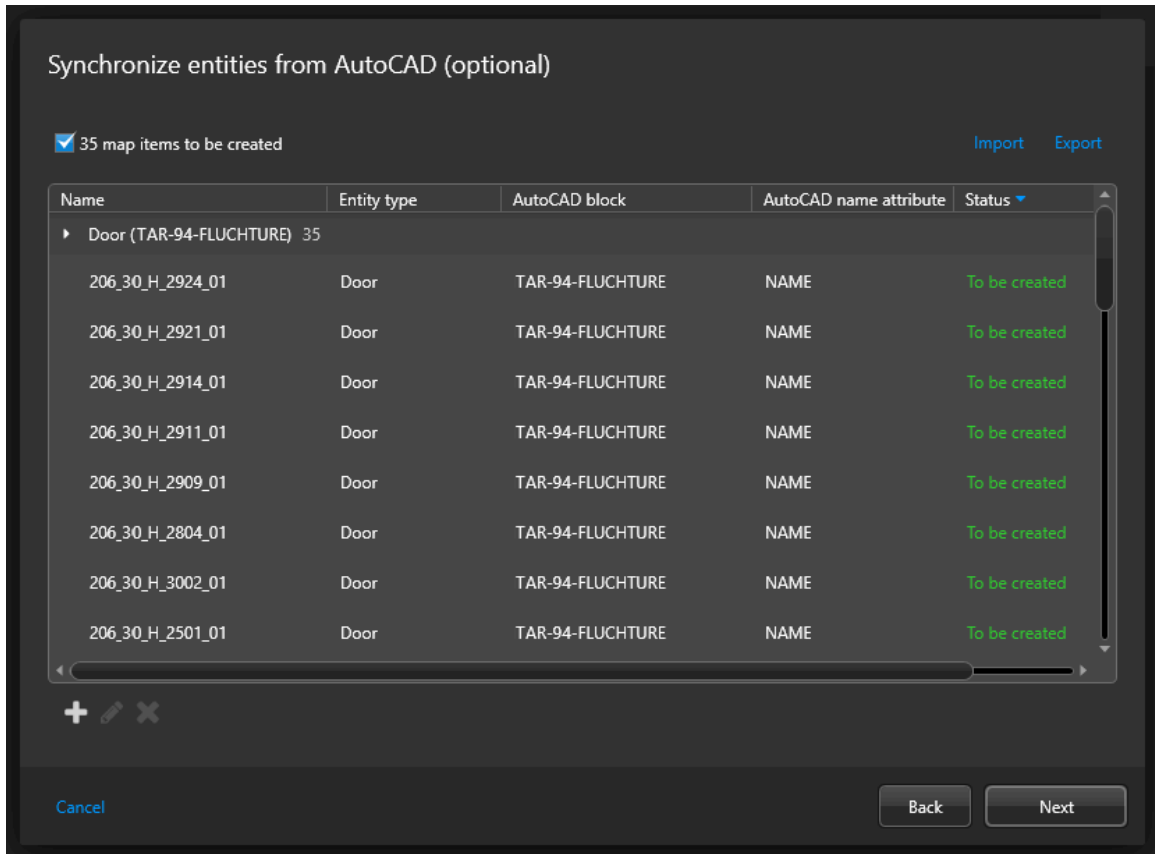 Synchronize entities from AutoCAD (optional)
35 map items to be created
Import Export
Name Entity type AutoCAD block AutoCAD name attribute Status
Door (TAR-94-FLUCHTURE) 35
206_30_H_2924_01 Door TAR-94-FLUCHTURE NAME To be created
206_30_H_2921_01 Door TAR-94-FLUCHTURE NAME To be created
206_30_H_2914_01 Door TAR-94-FLUCHTURE NAME To be created
206_30_H_2911_01 Door TAR-94-FLUCHTURE NAME To be created
206_30_H_2909_01 Door TAR-94-FLUCHTURE NAME To be created
206_30_H_2804_01 Door TAR-94-FLUCHTURE NAME To be created
206_30_H_3002_01 Door TAR-94-FLUCHTURE NAME To be created
206_30_H_2501_01 Door TAR-94-FLUCHTURE NAME To be created
Cancel Back Next